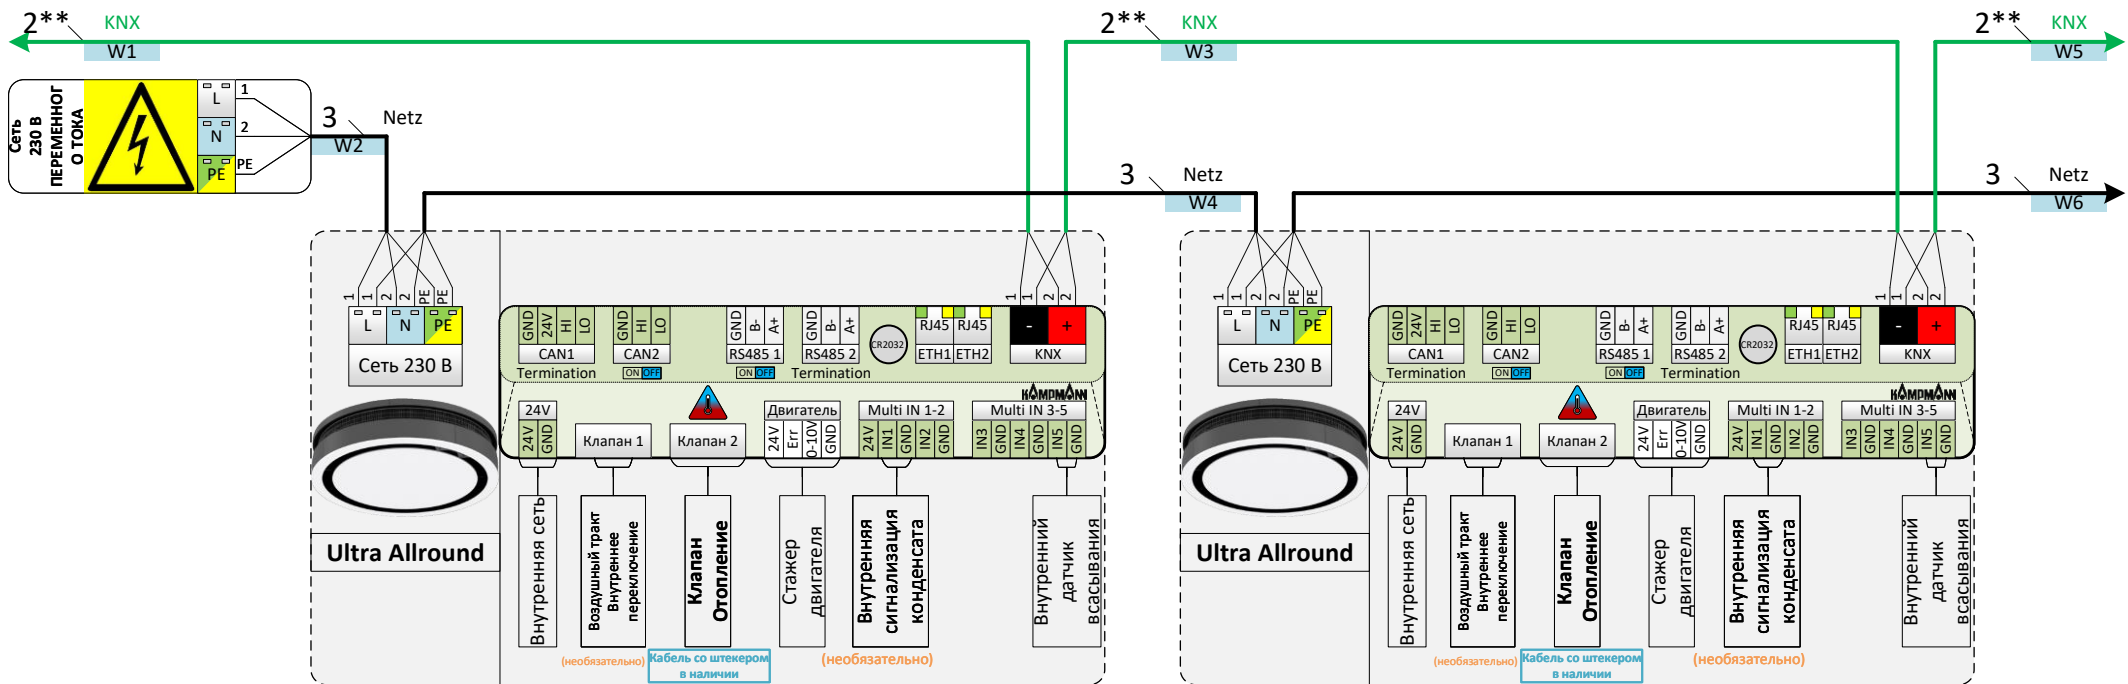 2** KNX
W1
2** KNX
W3
2** KNX
W5
Сеть
230 В
ПЕРЕМЕННОГ
О ТОКА
L
N
PE
1
2
PE
3 Netz
W2
3 Netz
W4
3 Netz
W6
1 1 2 2 PE PE
L N PE
Сеть 230 В
GND 24V HI LO
CAN1
GND HI LO
CAN2
GND B- A+
RS485 1
GND B- A+
RS485 2
CR2032
RJ45 RJ45
ETH1 ETH2
1 1 2 2
- +
KNX
Termination
ON OFF
ON OFF
Termination
KAMPMANN
24V
24V GND
Клапан 1
Клапан 2
Двигатель
24V Err 0-10V GND
Multi IN 1-2
24V IN1 GND IN2 GND
Multi IN 3-5
IN3 GND IN4 GND IN5 GND
Ultra Allround
Внутренняя сеть
Воздушный тракт
Внутреннее
переключение
(необязательно)
Клапан
Отопление
Кабель со штекером
в наличии
Стажер
двигателя
Внутренняя
сигнализация
конденсата
(необязательно)
Внутренний
датчик
всасывания
1 1 2 2 PE PE
L N PE
Сеть 230 В
GND 24V HI LO
CAN1
GND HI LO
CAN2
GND B- A+
RS485 1
GND B- A+
RS485 2
CR2032
RJ45 RJ45
ETH1 ETH2
1 1 2 2
- +
KNX
Termination
ON OFF
ON OFF
Termination
KAMPMANN
24V
24V GND
Клапан 1
Клапан 2
Двигатель
24V Err 0-10V GND
Multi IN 1-2
24V IN1 GND IN2 GND
Multi IN 3-5
IN3 GND IN4 GND IN5 GND
Ultra Allround
Внутренняя сеть
Воздушный тракт
Внутреннее
переключение
(необязательно)
Клапан
Отопление
Кабель со штекером
в наличии
Стажер
двигателя
Внутренняя
сигнализация
конденсата
(необязательно)
Внутренний
датчик
всасывания